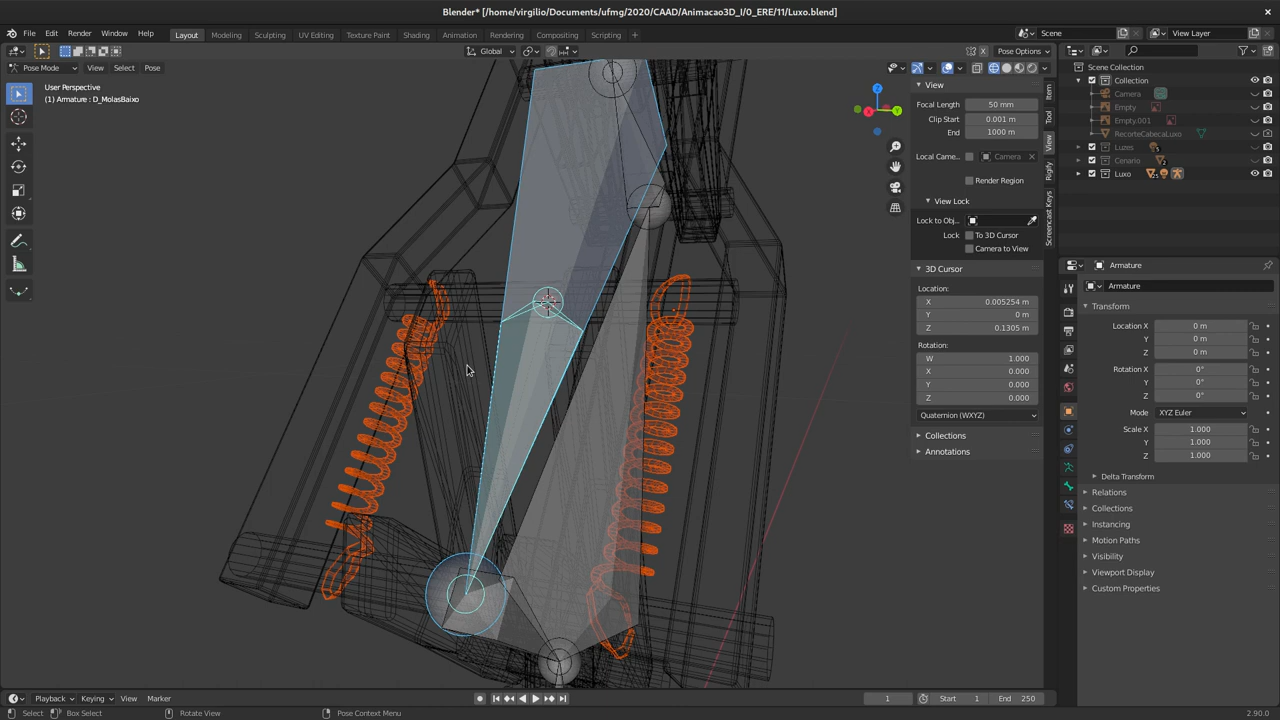 Blender* [/home/virgilio/Documents/ufmg/2020/CAAD/Animacao3D_I/0_ERE/11/Luxo.blend]
File Edit Render Window Help Layout Modeling Sculpting UV Editing Texture Paint Shading Animation Rendering Compositing Scripting + Scene View Layer
Global Pose Options
Pose Mode View Select Pose
User Perspective
(1) Armature : D_MolasBaixo
View
Focal Length 50 mm
Clip Start 0.001 m
End 1000 m
Local Came... Camera
Render Region
View Lock
Lock to Obj...
Lock To 3D Cursor
Camera to View
3D Cursor
Location:
X 0.005254 m
Y 0 m
Z 0.1305 m
Rotation:
W 1.000
X 0.000
Y 0.000
Z 0.000
Quaternion (WXYZ)
Collections
Annotations
Item
Tool
View
Rigify
Screencast Keys
Z
X
Y
Scene Collection
Collection
Camera
Empty
Empty.001
RecorteCabecaLuxo
Luzes
Cenario
Luxo
Armature
Armature
Transform
Location X 0 m
Y 0 m
Z 0 m
Rotation X 0°
Y 0°
Z 0°
Mode XYZ Euler
Scale X 1.000
Y 1.000
Z 1.000
Delta Transform
Relations
Collections
Instancing
Motion Paths
Visibility
Viewport Display
Custom Properties
Playback Keying View Marker 1 Start 1 End 250
Select Box Select Rotate View Pose Context Menu 2.90.0